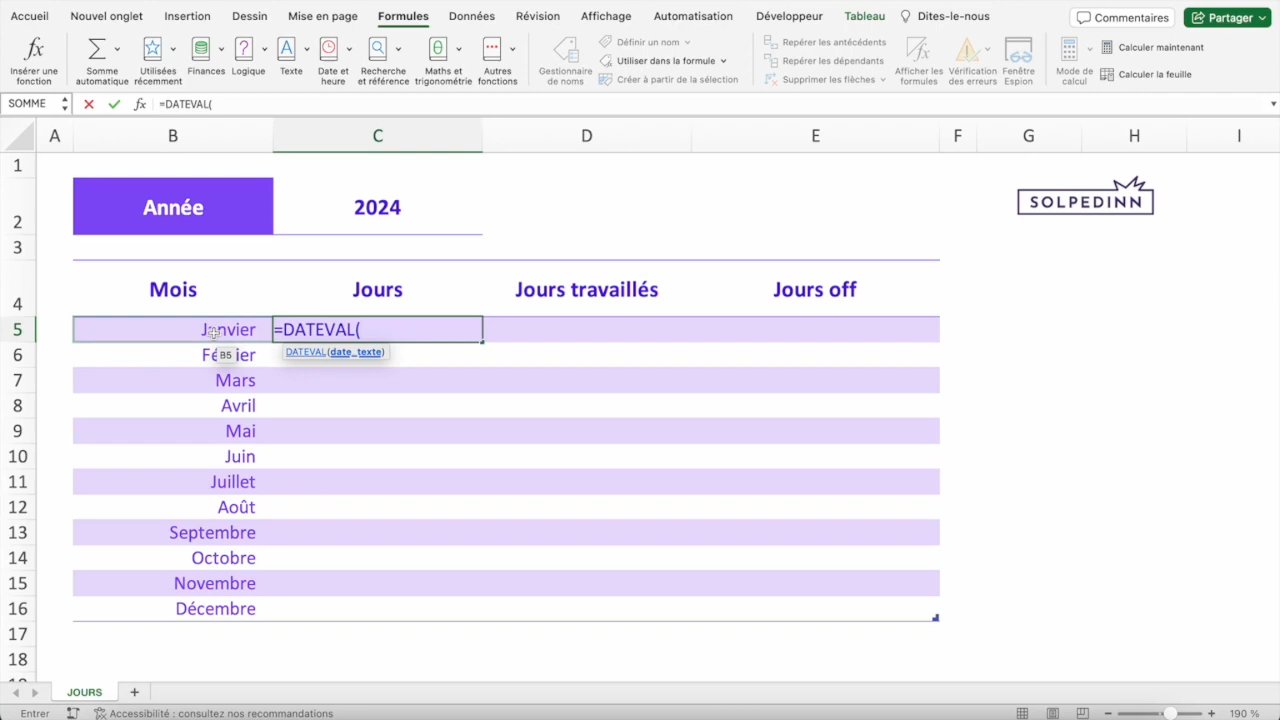 Accueil Nouvel onglet Insertion Dessin Mise en page Formules Données Révision Affichage Automatisation Développeur Tableau Dites-le-nous Commentaires Partager
Insérer une fonction
Somme automatique
Utilisées récemment
Finances
Logique
Texte
Date et heure
Recherche et référence
Maths et trigonométrie
Autres fonctions
Gestionnaire de noms
Définir un nom
Utiliser dans la formule
Créer à partir de la sélection
Repérer les antécédents
Repérer les dépendants
Supprimer les flèches
Afficher les formules
Vérification des erreurs
Fenêtre Espion
Mode de calcul
Calculer maintenant
Calculer la feuille
SOMME fx =DATEVAL(
A B C D E F G H I
1
2 Année 2024 SOLPEDINN
3
4 Mois Jours Jours travaillés Jours off
5 Janvier =DATEVAL(
DATEVAL(date_texte)
B5
6 Février
7 Mars
8 Avril
9 Mai
10 Juin
11 Juillet
12 Août
13 Septembre
14 Octobre
15 Novembre
16 Décembre
17
18
JOURS +
Entrer Accessibilité : consultez nos recommandations 190 %